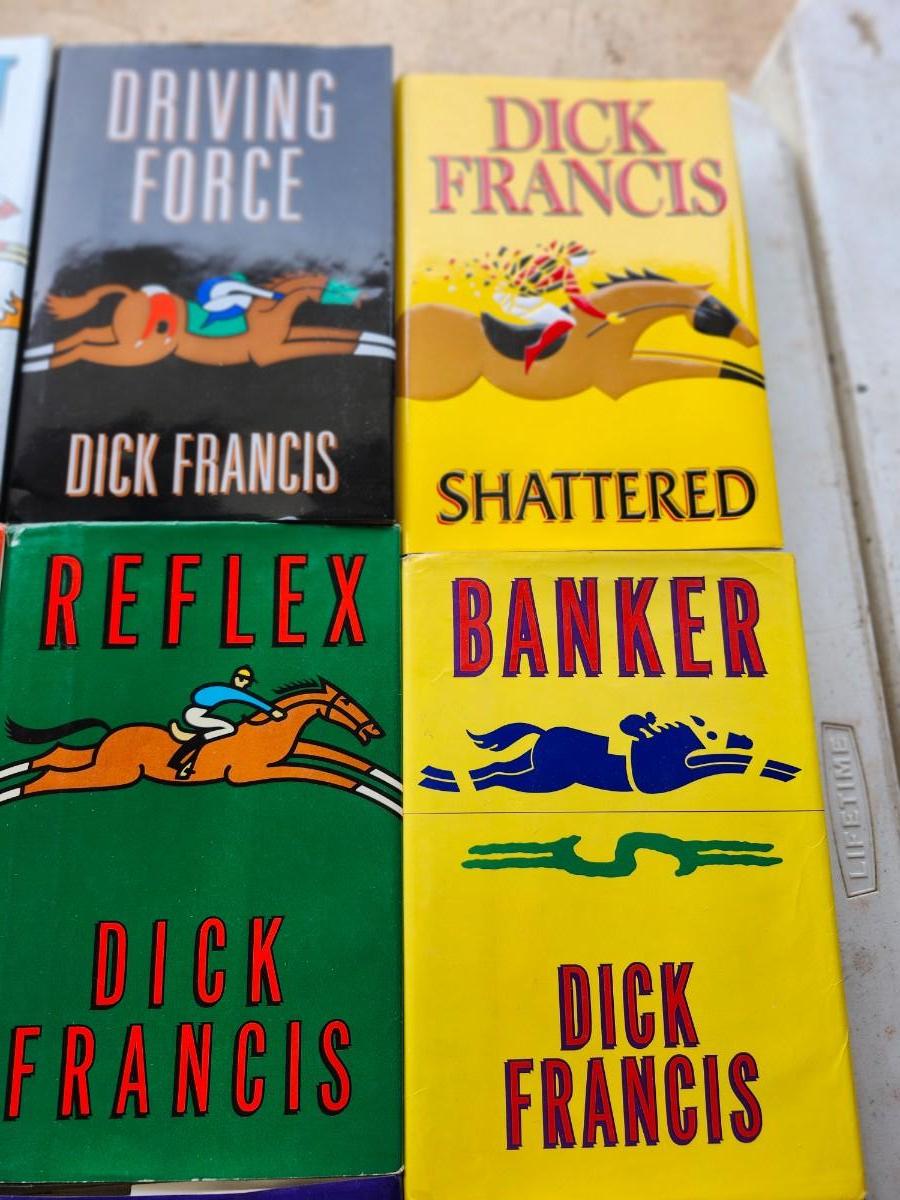 DRIVING
FORCE
DICK FRANCIS
DICK
FRANCIS
SHATTERED
REFLEX
DICK
FRANCIS
BANKER
DICK
FRANCIS
LIFETIME